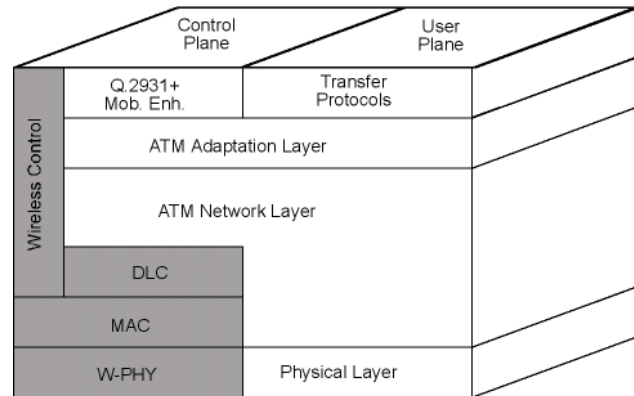 Control
Plane
User
Plane
Q.2931+
Mob. Enh.
Transfer
Protocols
Wireless Control
ATM Adaptation Layer
ATM Network Layer
DLC
MAC
W-PHY
Physical Layer